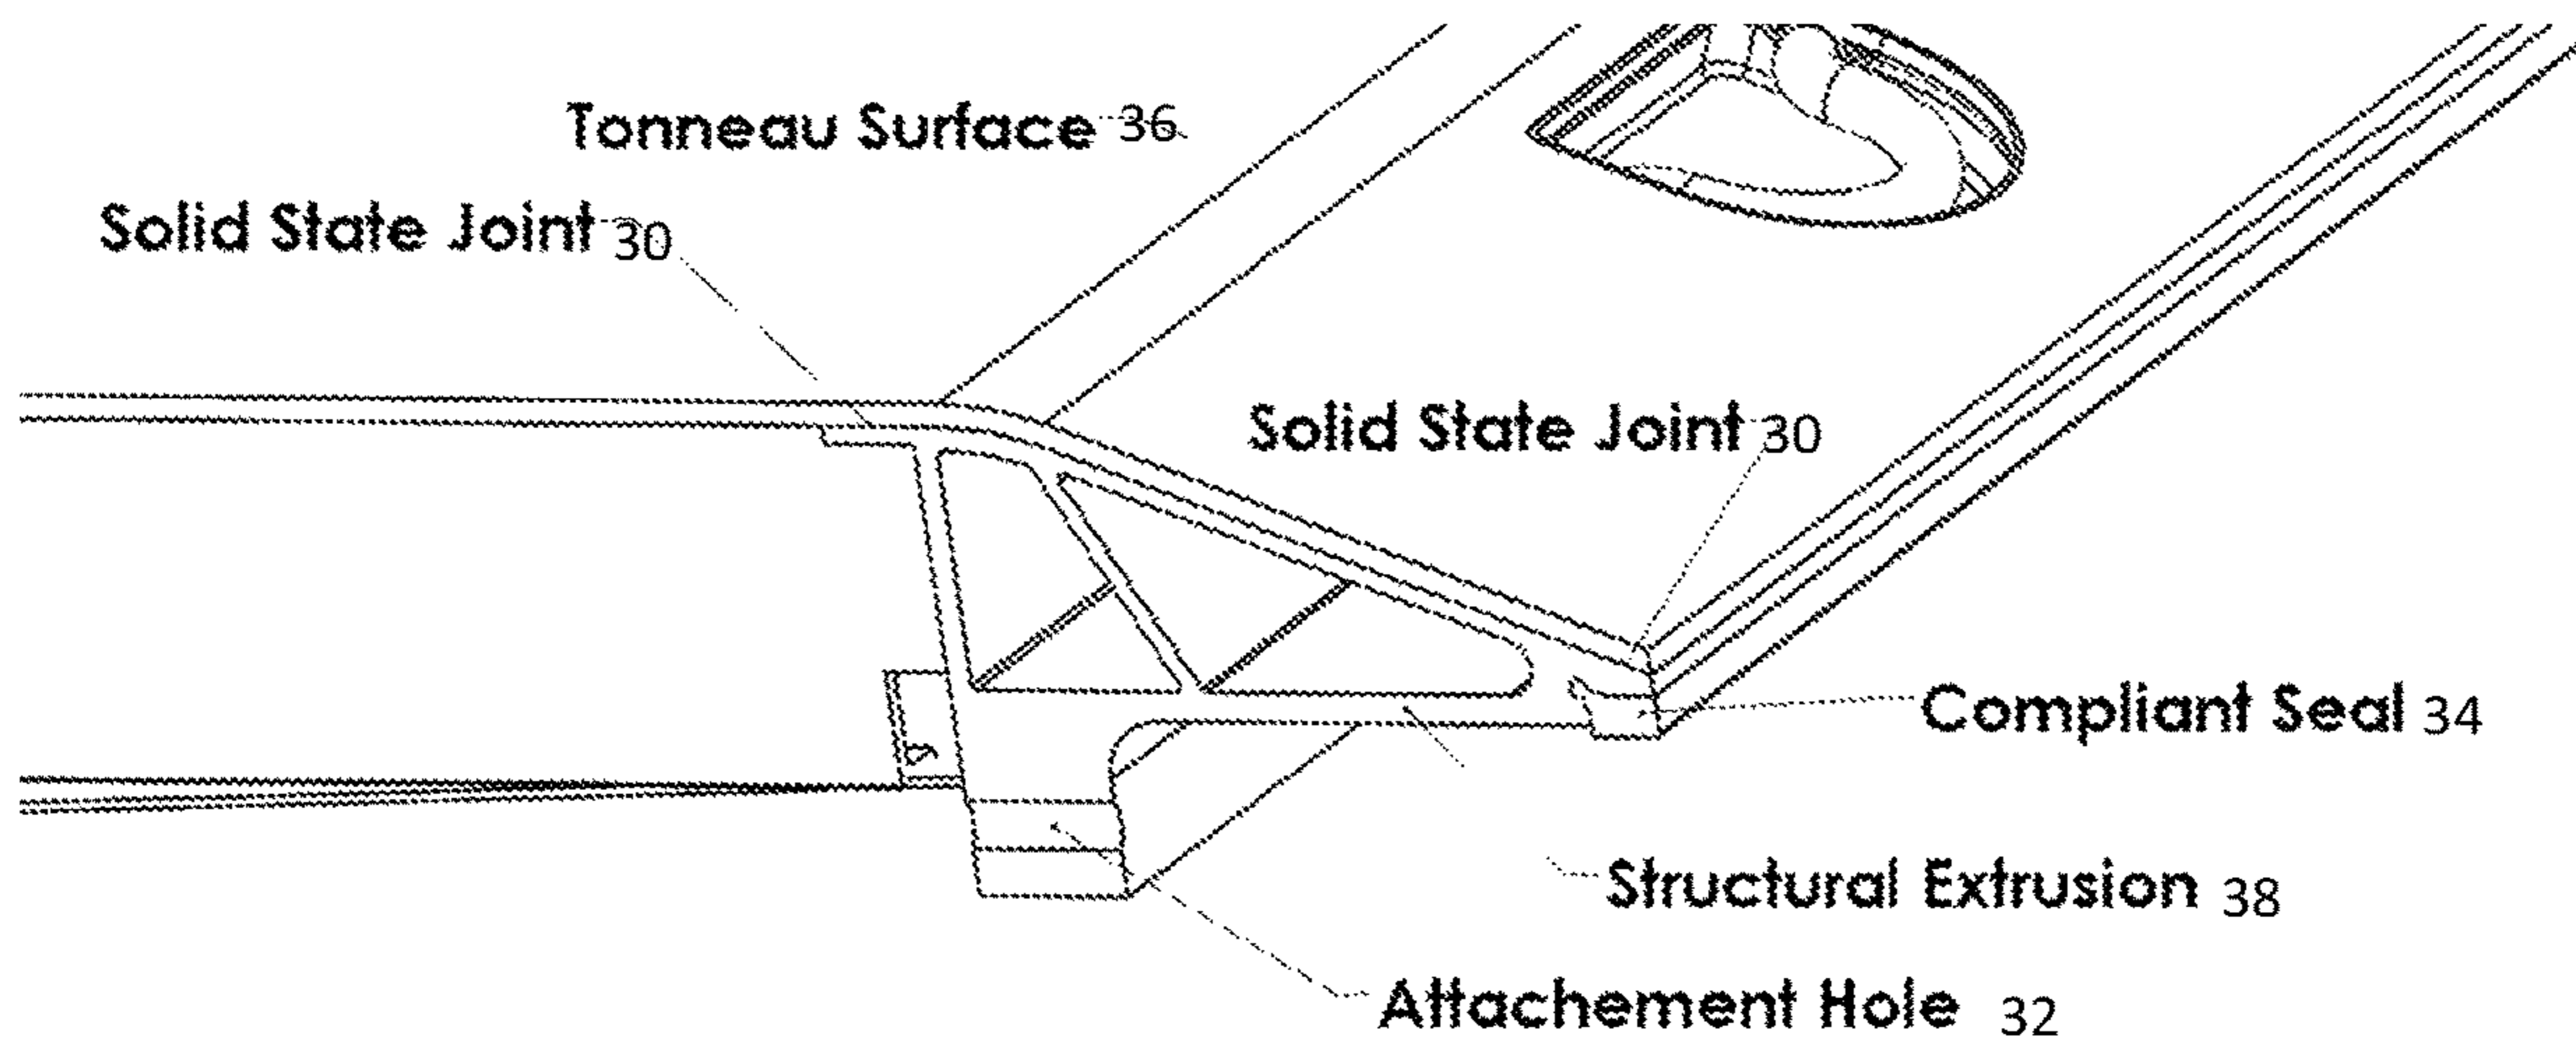 Tonneau Surface 36
Solid State Joint 30
Solid State Joint 30
Compliant Seal 34
Structural Extrusion 38
Attachement Hole 32